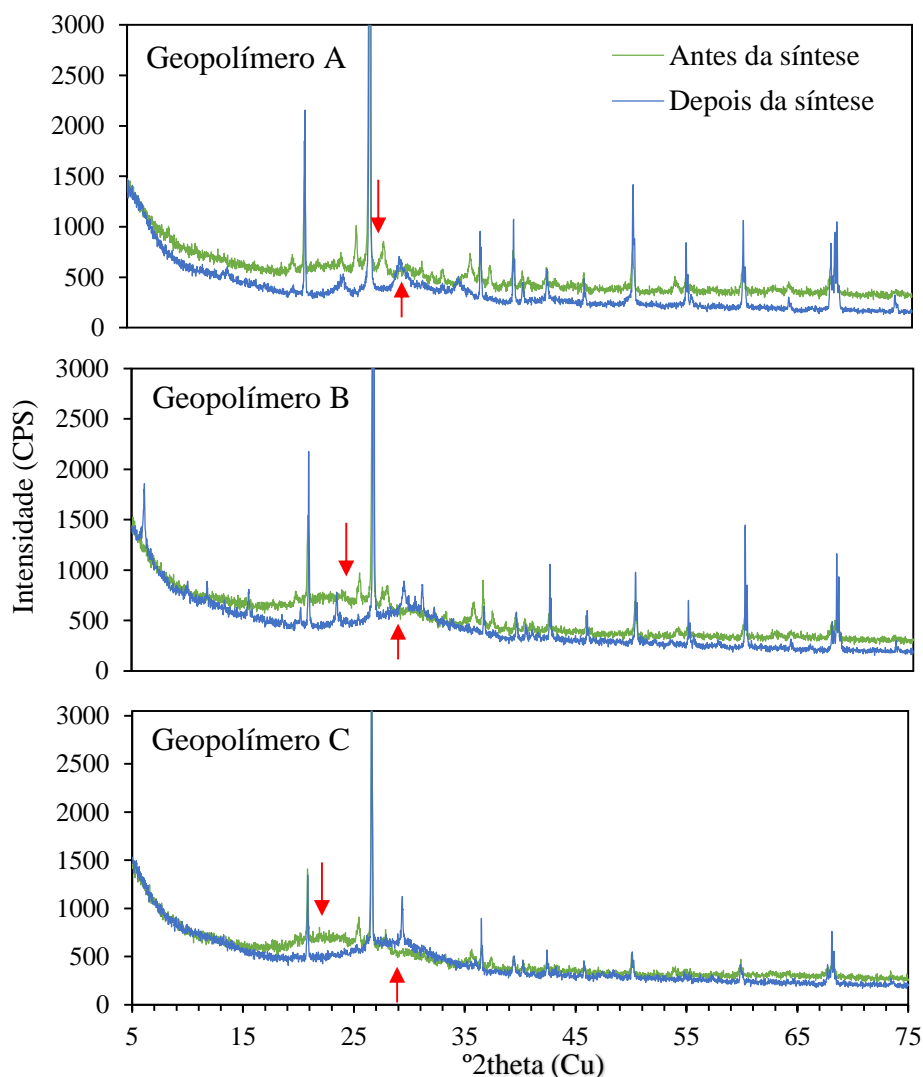 3000
Geopolímero A
Antes da síntese
2500
Depois da síntese
2000
1500
1000
500
0
3000
Geopolímero B
2500
2000
1500
1000
500
0
Intensidade (CPS)
3000
Geopolímero C
2500
2000
1500
1000
500
0
5 15 25 35 45 55 65 75
º2theta (Cu)